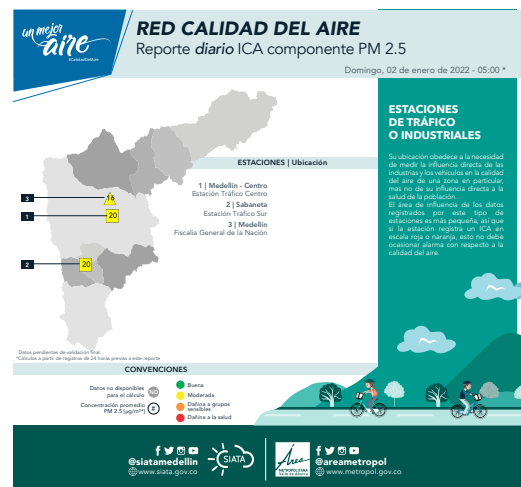 un mejor
aire
#CalidadDelAire
RED CALIDAD DEL AIRE
Reporte diario ICA componente PM 2.5
Domingo, 02 de enero de 2022 - 05:00 *
ESTACIONES | Ubicación
1 | Medellín - Centro
Estación Tráfico Centro
2 | Sabaneta
Estación Tráfico Sur
3 | Medellín
Fiscalía General de la Nación
3
16
1
20
2
20
ESTACIONES
DE TRÁFICO
O INDUSTRIALES
Su ubicación obedece a la necesidad
de medir la influencia directa de las
industrias y los vehículos en la calidad
del aire de una zona en particular,
mas no de su influencia directa a la
salud de la población.
El área de influencia de los datos
registrados por este tipo de
estaciones es más pequeña, así que
si la estación registra un ICA en
escala roja o naranja, esto no debe
ocasionar alarma con respecto a la
calidad del aire.
Datos pendientes de validación final.
*Cálculos a partir de registros de 24 horas previas a este reporte
CONVENCIONES
Datos no disponibles
para el cálculo
Concentración promedio
PM 2.5 [µg/m³]
#
Buena
Moderada
Dañina a grupos
sensibles
Dañina a la salud
@siatamedellin
www.siata.gov.co
SIATA
Área
METROPOLITANA
Valle de Aburrá
@areametropol
www.metropol.gov.co